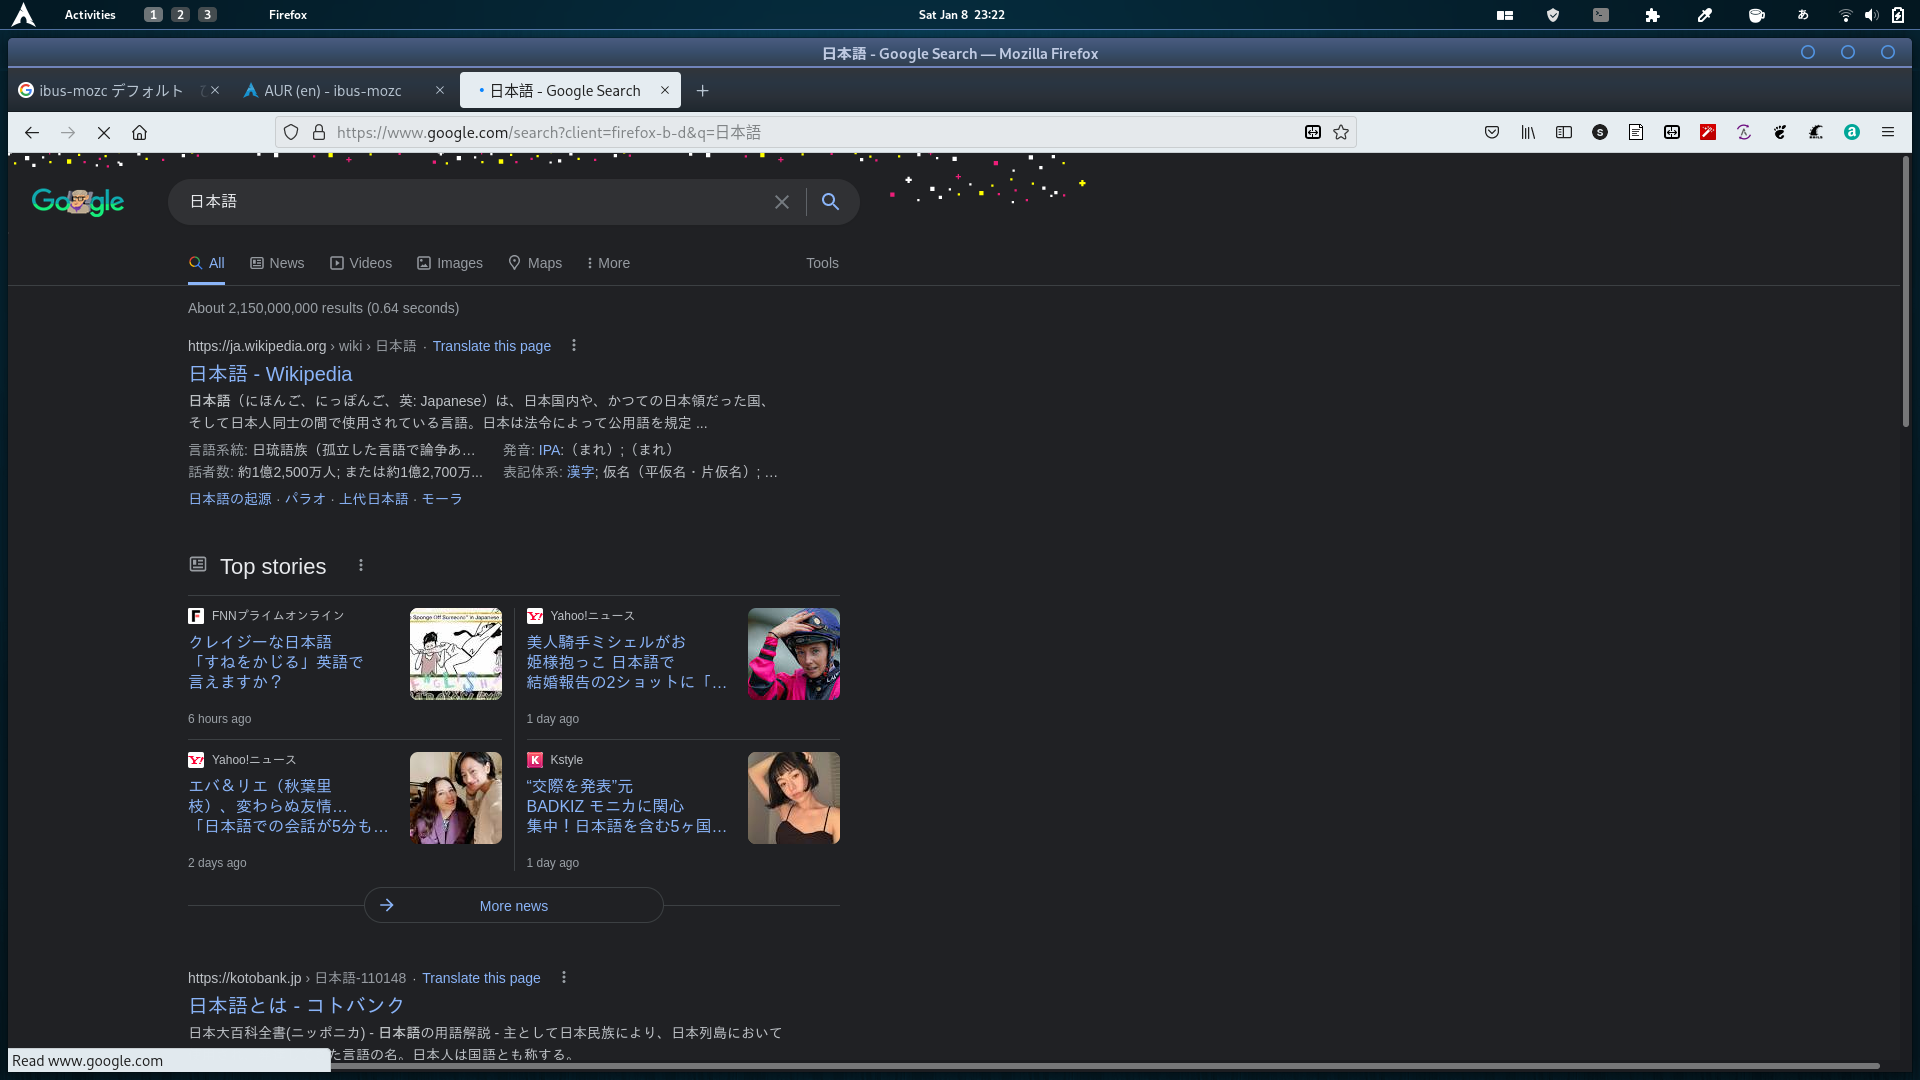 Activities 1 2 3 Firefox Sat Jan 8 23:22 あ
日本語 - Google Search — Mozilla Firefox
ibus-mozc デフォルト
AUR (en) - ibus-mozc
日本語 - Google Search
https://www.google.com/search?client=firefox-b-d&q=日本語
日本語
All News Videos Images Maps More Tools
About 2,150,000,000 results (0.64 seconds)
https://ja.wikipedia.org › wiki › 日本語 · Translate this page
日本語 - Wikipedia
日本語（にほんご、にっぽんご、英: Japanese）は、日本国内や、かつての日本領だった国、
そして日本人同士の間で使用されている言語。日本は法令によって公用語を規定 ...
言語系統: 日琉語族（孤立した言語で論争あ... 発音: IPA:（まれ）;（まれ）
話者数: 約1億2,500万人; または約1億2,700万... 表記体系: 漢字; 仮名（平仮名・片仮名）; ...
日本語の起源 · パラオ · 上代日本語 · モーラ
Top stories
FNNプライムオンライン
クレイジーな日本語
「すねをかじる」英語で
言えますか？
6 hours ago
Yahoo!ニュース
美人騎手ミシェルがお
姫様抱っこ 日本語で
結婚報告の2ショットに「...
1 day ago
Yahoo!ニュース
エバ＆リエ（秋葉里
枝）、変わらぬ友情…
「日本語での会話が5分も...
2 days ago
Kstyle
“交際を発表”元
BADKIZ モニカに関心
集中！日本語を含む5ヶ国...
1 day ago
More news
https://kotobank.jp › 日本語-110148 · Translate this page
日本語とは - コトバンク
日本大百科全書(ニッポニカ) - 日本語の用語解説 - 主として日本民族により、日本列島において
た言語の名。日本人は国語とも称する。
Read www.google.com